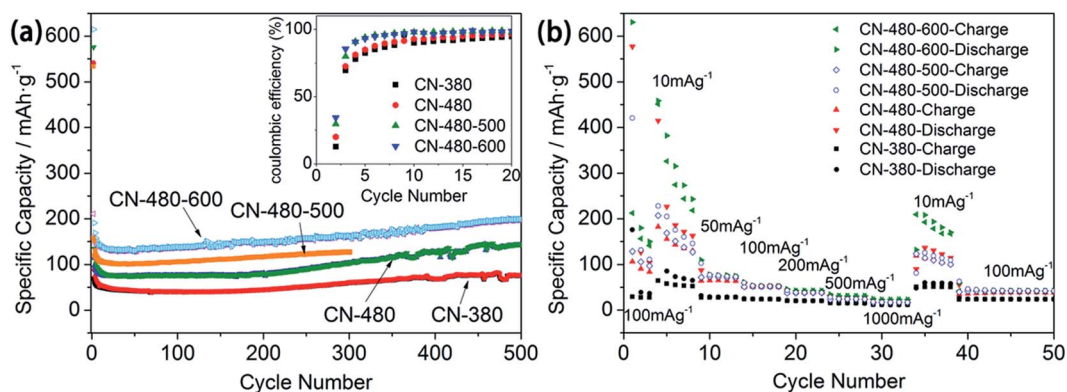 (a)
Specific Capacity / mAh·g⁻¹
600
500
400
300
200
100
0
0
100
200
300
400
500
Cycle Number
CN-480-600
CN-480-500
CN-480
CN-380
coulombic efficiency (%)
100
50
0
0
5
10
15
20
Cycle Number
CN-380
CN-480
CN-480-500
CN-480-600
(b)
Specific Capacity / mAh·g⁻¹
600
500
400
300
200
100
0
0
10
20
30
40
50
Cycle Number
CN-480-600-Charge
CN-480-600-Discharge
CN-480-500-Charge
CN-480-500-Discharge
CN-480-Charge
CN-480-Discharge
CN-380-Charge
CN-380-Discharge
100mAg⁻¹
10mAg⁻¹
50mAg⁻¹
100mAg⁻¹
200mAg⁻¹
500mAg⁻¹
1000mAg⁻¹
10mAg⁻¹
100mAg⁻¹